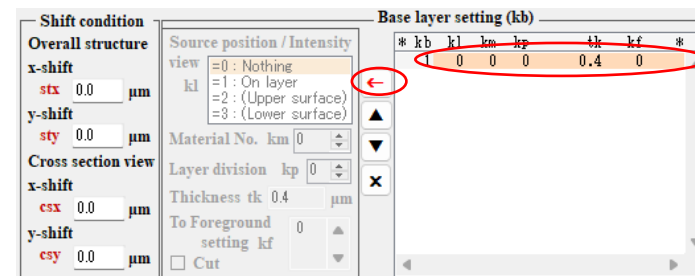 Shift condition
Overall structure
x-shift
stx 0.0 μm
y-shift
sty 0.0 μm
Cross section view
x-shift
csx 0.0 μm
y-shift
csy 0.0 μm
Base layer setting (kb)
Source position / Intensity
view
kl
=0 : Nothing
=1 : On layer
=2 : (Upper surface)
=3 : (Lower surface)
Material No. km 0
Layer division kp 0
Thickness tk 0.4 μm
To Foreground
setting kf 0
Cut
←
▲
▼
x
* kb kl km kp tk kf *
1 0 0 0 0.4 0